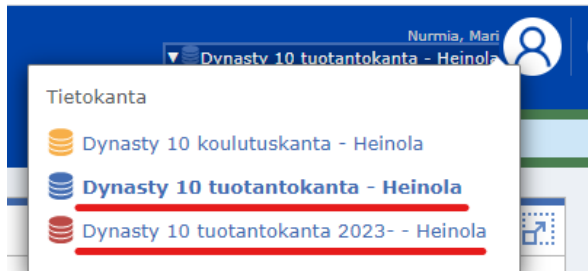 Nurmia, Mari
▼ Dynasty 10 tuotantokanta - Heinola
Tietokanta
Dynasty 10 koulutuskanta - Heinola
Dynasty 10 tuotantokanta - Heinola
Dynasty 10 tuotantokanta 2023- - Heinola